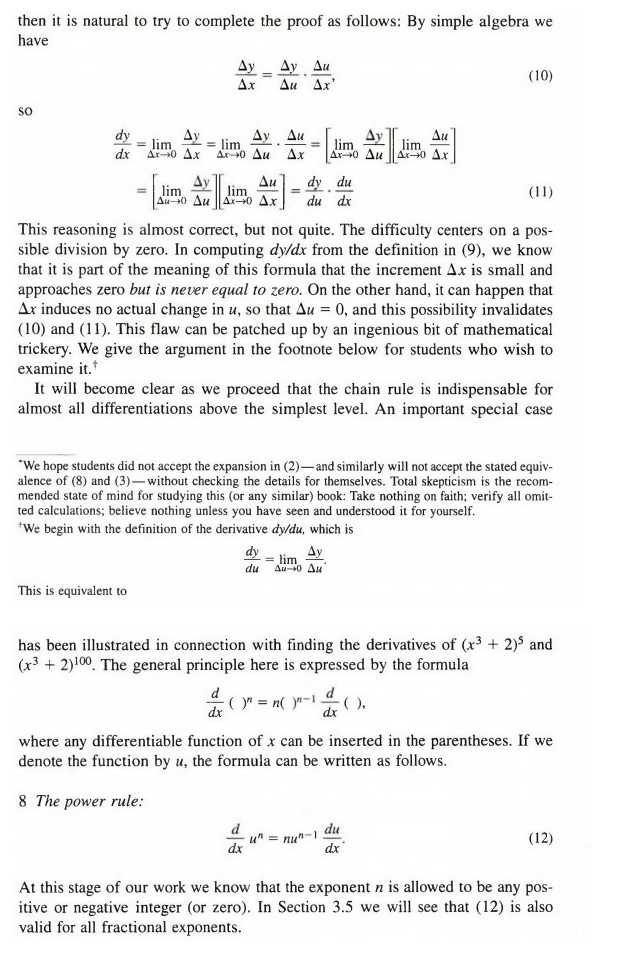 then it is natural to try to complete the proof as follows: By simple algebra we
have
Δy/Δx = Δy/Δu · Δu/Δx, (10)
so
dy/dx = lim Δx→0 Δy/Δx = lim Δx→0 Δy/Δu · Δu/Δx = [lim Δx→0 Δy/Δu][lim Δx→0 Δu/Δx]
= [lim Δu→0 Δy/Δu][lim Δx→0 Δu/Δx] = dy/du · du/dx (11)
This reasoning is almost correct, but not quite. The difficulty centers on a pos-
sible division by zero. In computing dy/dx from the definition in (9), we know
that it is part of the meaning of this formula that the increment Δx is small and
approaches zero but is never equal to zero. On the other hand, it can happen that
Δx induces no actual change in u, so that Δu = 0, and this possibility invalidates
(10) and (11). This flaw can be patched up by an ingenious bit of mathematical
trickery. We give the argument in the footnote below for students who wish to
examine it.†
It will become clear as we proceed that the chain rule is indispensable for
almost all differentiations above the simplest level. An important special case
*We hope students did not accept the expansion in (2)—and similarly will not accept the stated equiv-
alence of (8) and (3)—without checking the details for themselves. Total skepticism is the recom-
mended state of mind for studying this (or any similar) book: Take nothing on faith; verify all omit-
ted calculations; believe nothing unless you have seen and understood it for yourself.
†We begin with the definition of the derivative dy/du, which is
dy/du = lim Δu→0 Δy/Δu.
This is equivalent to
has been illustrated in connection with finding the derivatives of (x³ + 2)⁵ and
(x³ + 2)¹⁰⁰. The general principle here is expressed by the formula
d/dx ( )ⁿ = n( )ⁿ⁻¹ d/dx ( ),
where any differentiable function of x can be inserted in the parentheses. If we
denote the function by u, the formula can be written as follows.
8 The power rule:
d/dx uⁿ = nuⁿ⁻¹ du/dx. (12)
At this stage of our work we know that the exponent n is allowed to be any pos-
itive or negative integer (or zero). In Section 3.5 we will see that (12) is also
valid for all fractional exponents.